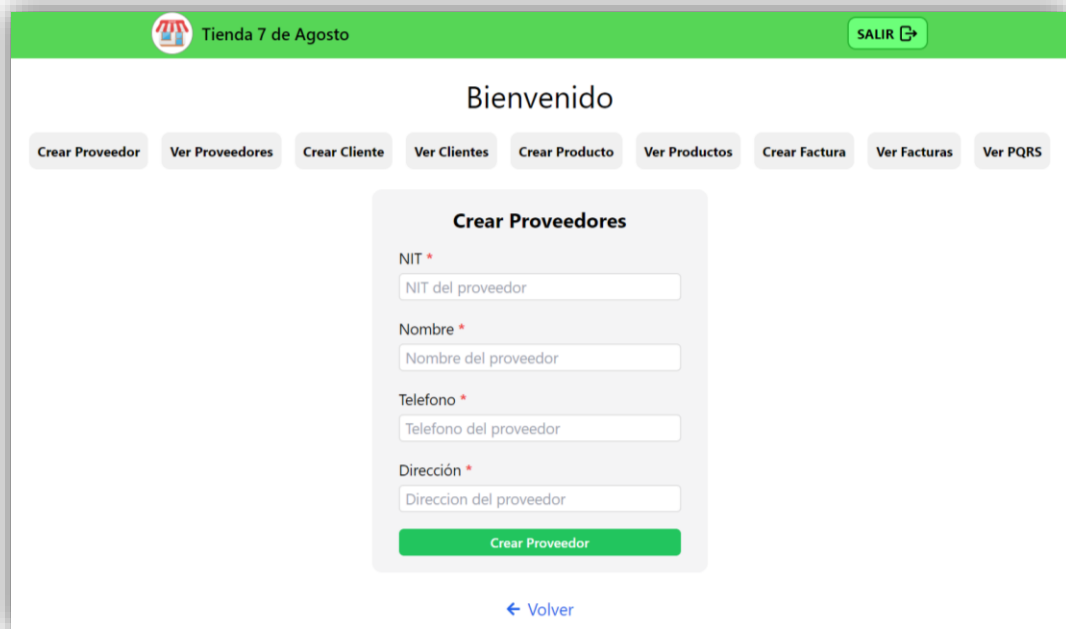 Tienda 7 de Agosto
SALIR
Bienvenido
Crear Proveedor Ver Proveedores Crear Cliente Ver Clientes Crear Producto Ver Productos Crear Factura Ver Facturas Ver PQRS
Crear Proveedores
NIT *
NIT del proveedor
Nombre *
Nombre del proveedor
Telefono *
Telefono del proveedor
Dirección *
Direccion del proveedor
Crear Proveedor
← Volver